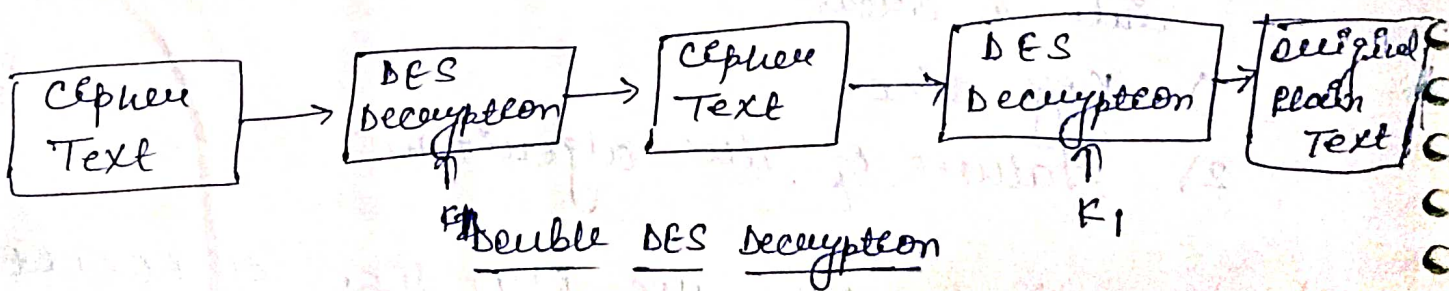 Cipher
Text
DES
Decryption
Cipher
Text
DES
Decryption
Original
Plain
Text
K1
Double DES Decryption